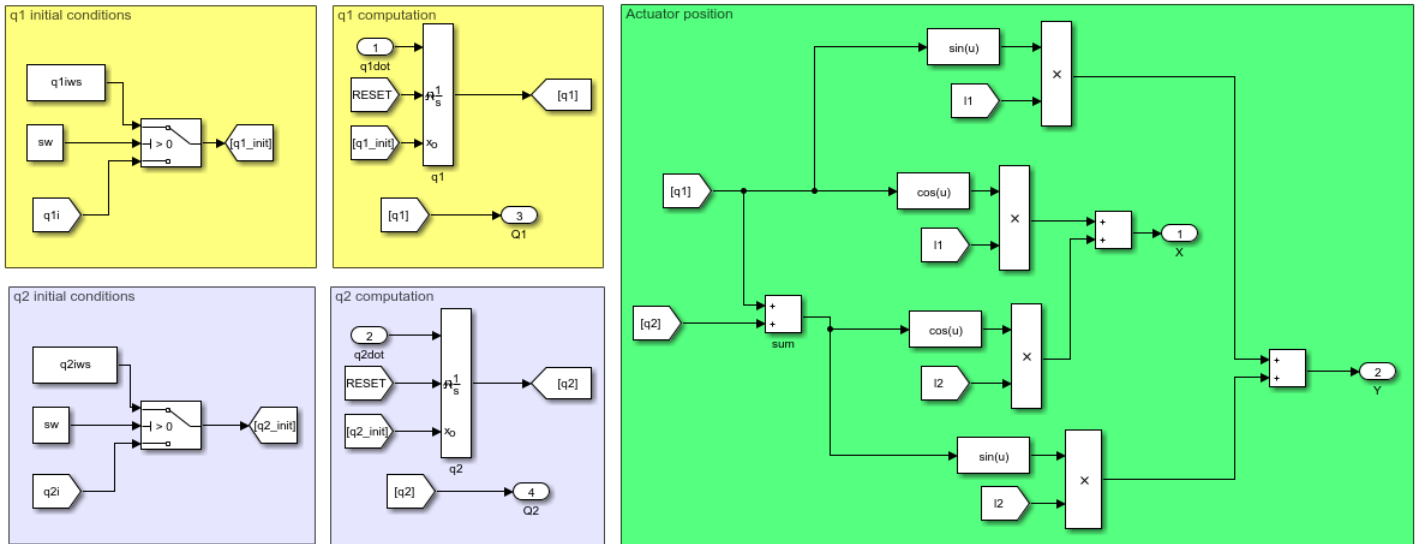 q1 initial conditions
q1iws
sw
> 0
[q1_init]
q1i
q1 computation
1
q1dot
RESET
1
s
[q1_init]
xo
q1
[q1]
[q1]
3
Q1
q2 initial conditions
q2iws
sw
> 0
[q2_init]
q2i
q2 computation
2
q2dot
RESET
1
s
[q2_init]
xo
q2
[q2]
[q2]
4
Q2
Actuator position
sin(u)
l1
×
[q1]
cos(u)
l1
×
+
+
1
X
[q2]
+
+
sum
cos(u)
l2
×
+
+
2
Y
sin(u)
l2
×